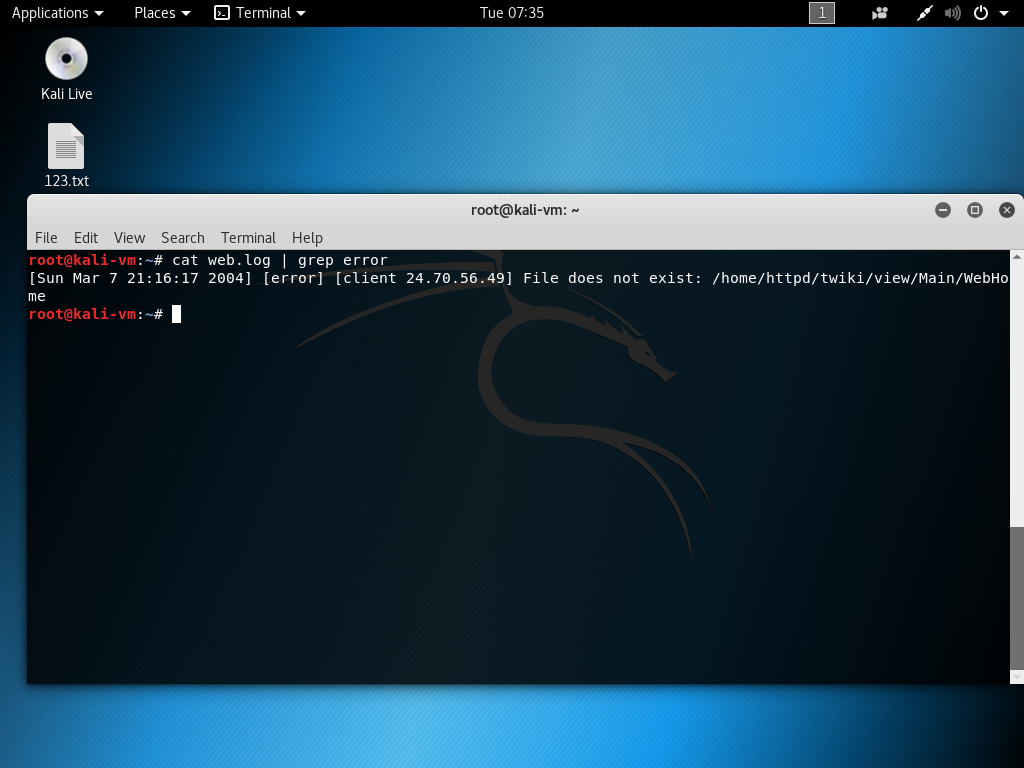 Applications Places Terminal Tue 07:35 1
Kali Live
123.txt
root@kali-vm: ~
File Edit View Search Terminal Help
root@kali-vm:~# cat web.log | grep error
[Sun Mar 7 21:16:17 2004] [error] [client 24.70.56.49] File does not exist: /home/httpd/twiki/view/Main/WebHo
me
root@kali-vm:~#